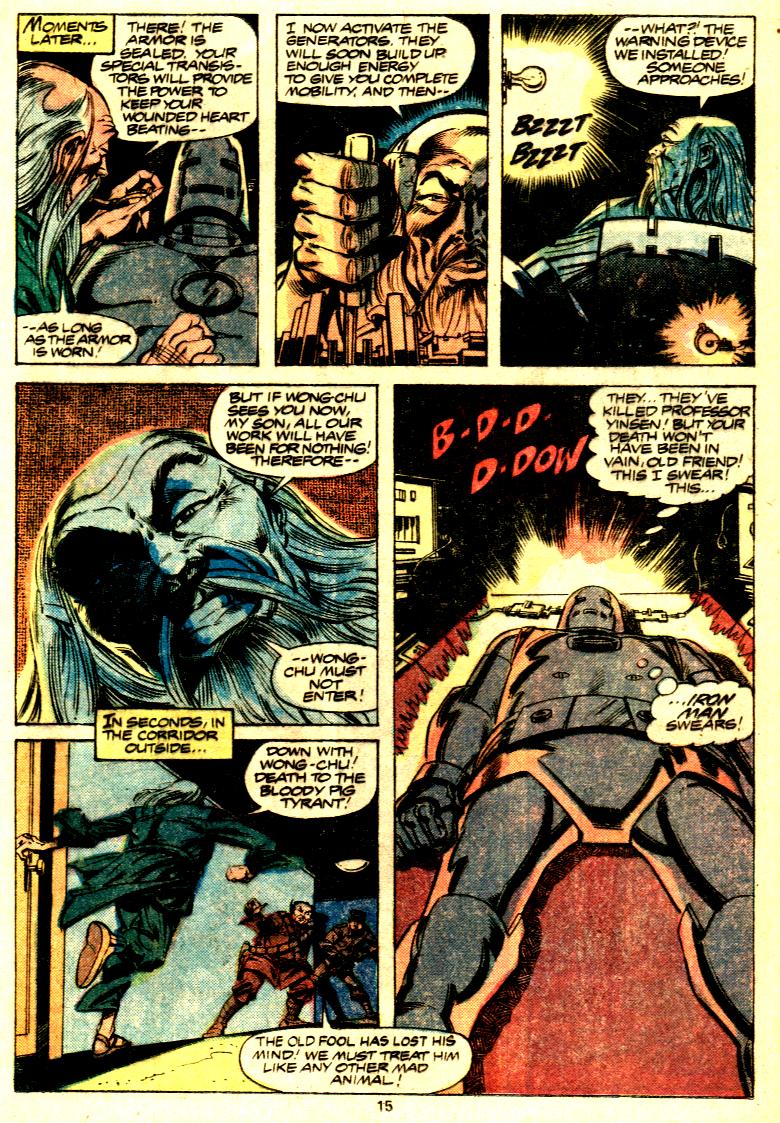 MOMENTS
LATER...
THERE! THE
ARMOR IS
SEALED. YOUR
SPECIAL TRANSIS-
TORS WILL PROVIDE
THE POWER TO
KEEP YOUR
WOUNDED HEART
BEATING--
--AS LONG
AS THE ARMOR
IS WORN!
I NOW ACTIVATE THE
GENERATORS. THEY
WILL SOON BUILD UP
ENOUGH ENERGY
TO GIVE YOU COMPLETE
MOBILITY, AND THEN--
--WHAT?! THE
WARNING DEVICE
WE INSTALLED!
SOMEONE
APPROACHES!
BZZZT
BZZZT
BUT IF WONG-CHU
SEES YOU NOW,
MY SON, ALL OUR
WORK WILL HAVE
BEEN FOR NOTHING!
THEREFORE--
--WONG-
CHU MUST
NOT
ENTER!
IN SECONDS, IN
THE CORRIDOR
OUTSIDE...
DOWN WITH
WONG-CHU!
DEATH TO THE
BLOODY PIG
TYRANT!
THE OLD FOOL HAS LOST HIS
MIND! WE MUST TREAT HIM
LIKE ANY OTHER MAD
ANIMAL!
B-D-D-
D-DOW
THEY... THEY'VE
KILLED PROFESSOR
YINSEN! BUT YOUR
DEATH WON'T
HAVE BEEN IN
VAIN, OLD FRIEND!
THIS I SWEAR!
THIS...
...IRON
MAN
SWEARS!
15